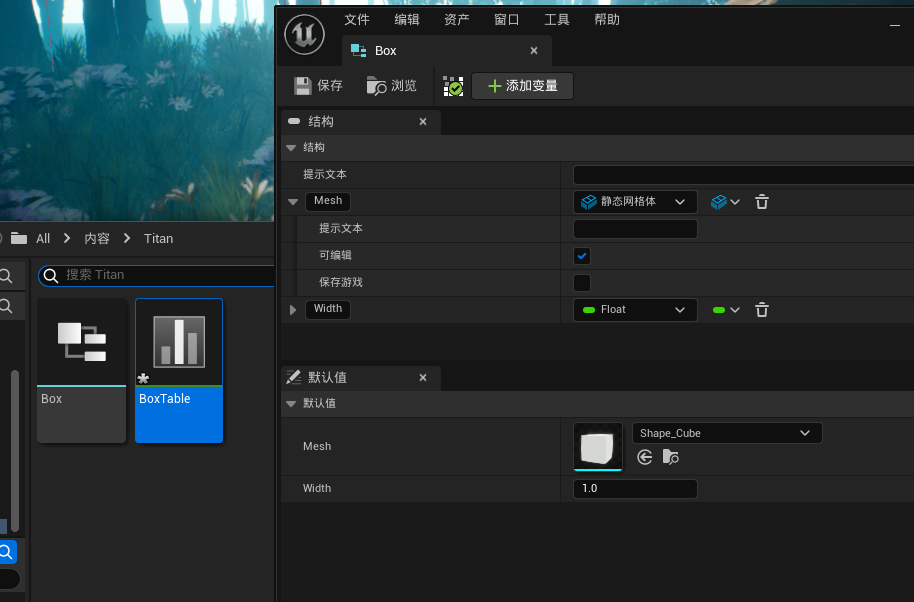 文件 编辑 资产 窗口 工具 帮助
Box
保存 浏览 添加变量
结构
结构
提示文本
Mesh 静态网格体
提示文本
可编辑
保存游戏
Width Float
默认值
默认值
Mesh Shape_Cube
Width 1.0
All 内容 Titan
搜索 Titan
Box BoxTable